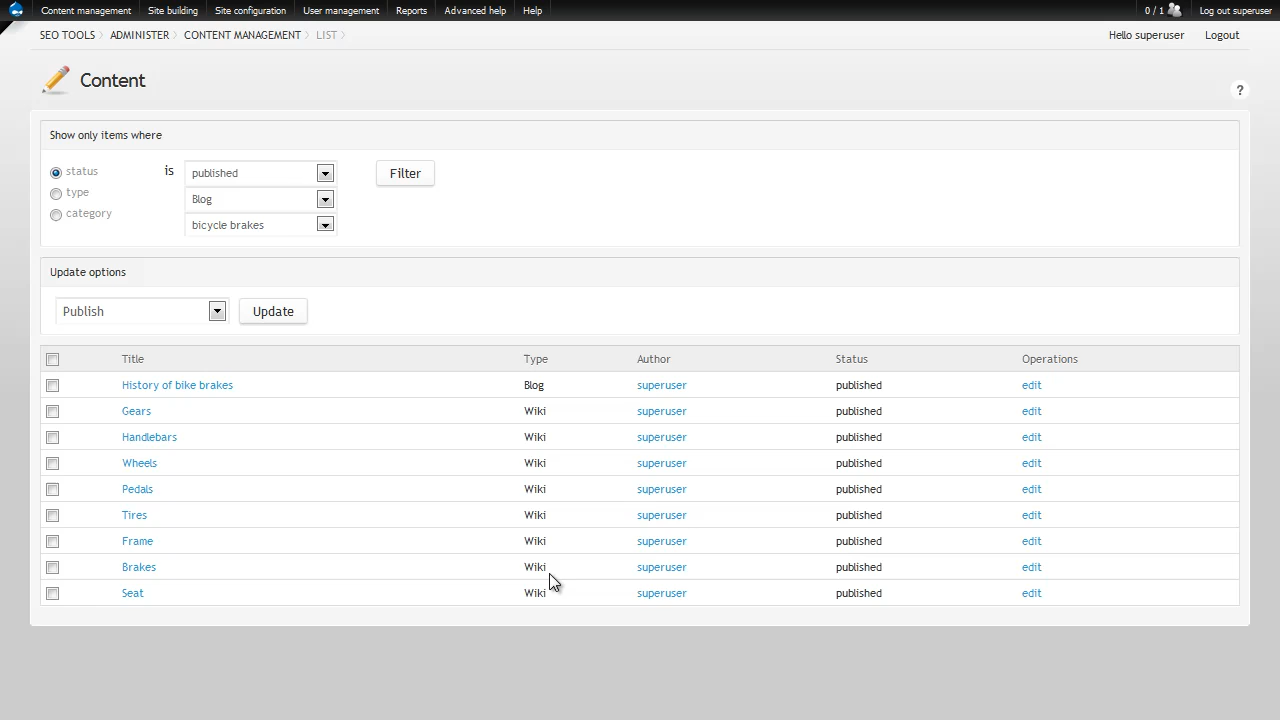 Content management Site building Site configuration User management Reports Advanced help Help 0 / 1 Log out superuser
SEO TOOLS ADMINISTER CONTENT MANAGEMENT LIST Hello superuser Logout
Content
?
Show only items where
status is published Filter
type Blog
category bicycle brakes
Update options
Publish Update
Title Type Author Status Operations
History of bike brakes Blog superuser published edit
Gears Wiki superuser published edit
Handlebars Wiki superuser published edit
Wheels Wiki superuser published edit
Pedals Wiki superuser published edit
Tires Wiki superuser published edit
Frame Wiki superuser published edit
Brakes Wiki superuser published edit
Seat Wiki superuser published edit